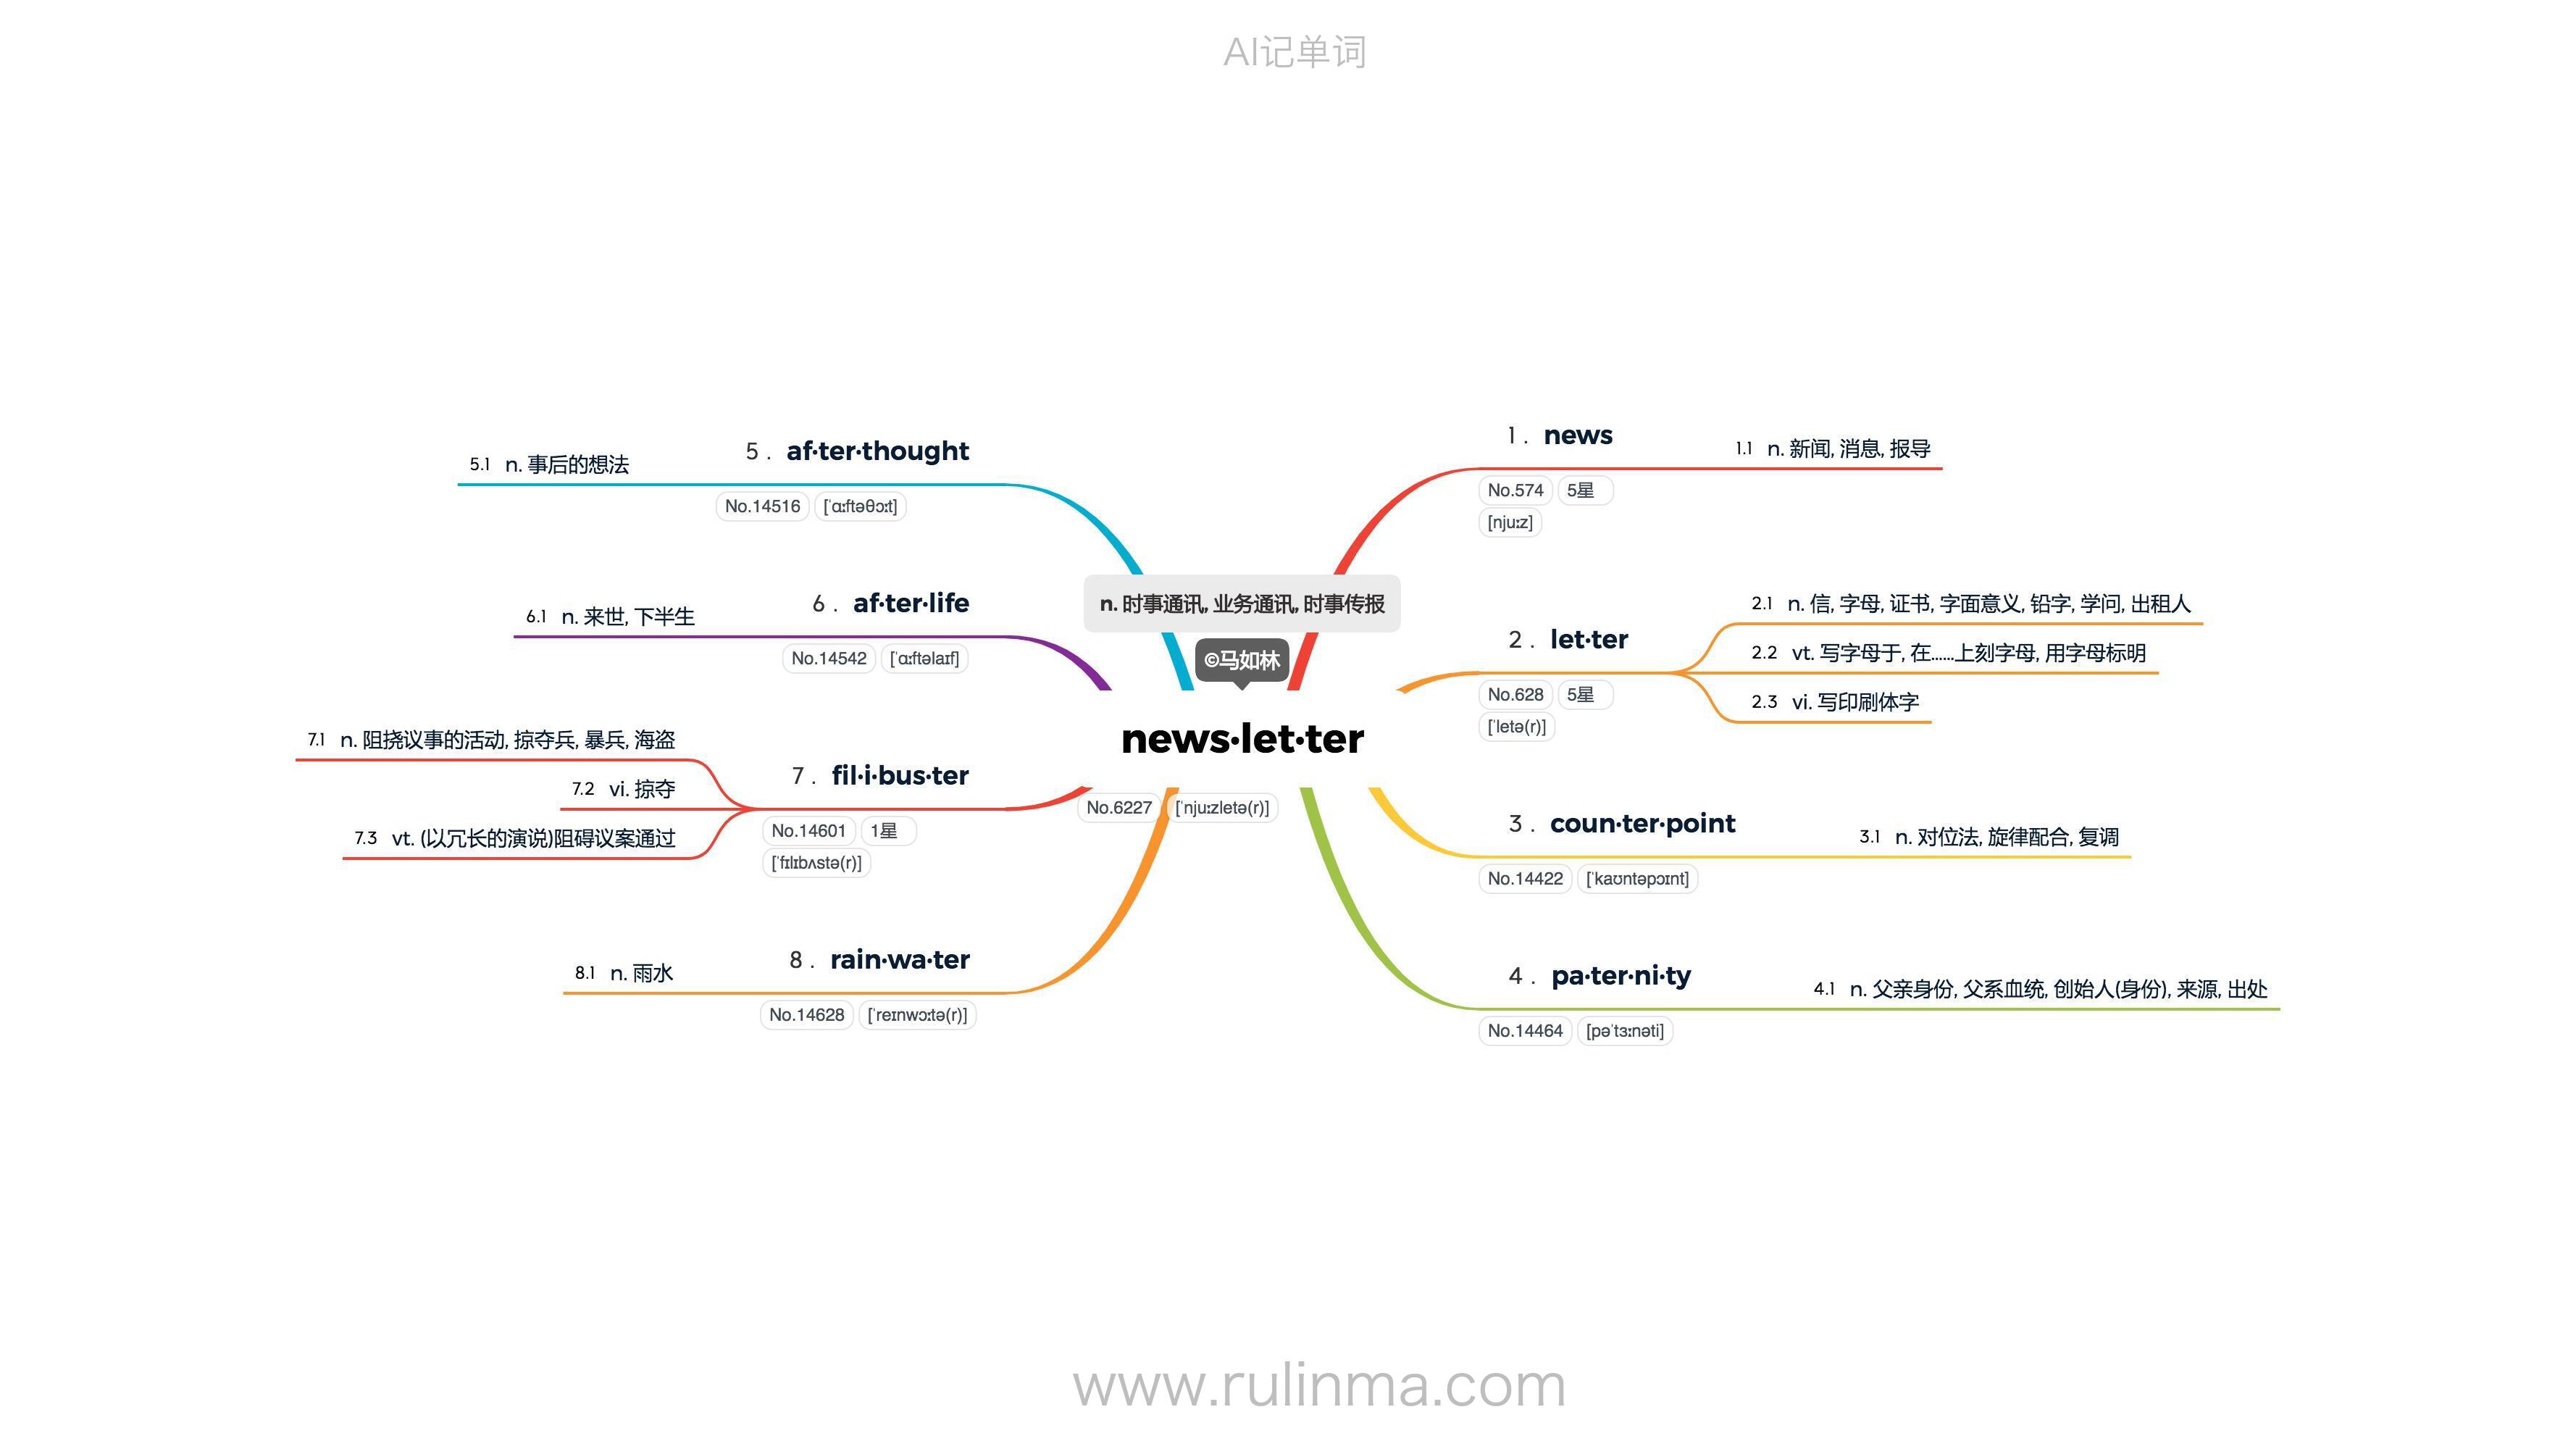 AI记单词
n. 时事通讯, 业务通讯, 时事传报
©马如林
news·let·ter
No.6227 [ˈnjuːzletə(r)]
1 . news
No.574 5星
[njuːz]
1.1 n. 新闻, 消息, 报导
2 . let·ter
No.628 5星
[ˈletə(r)]
2.1 n. 信, 字母, 证书, 字面意义, 铅字, 学问, 出租人
2.2 vt. 写字母于, 在......上刻字母, 用字母标明
2.3 vi. 写印刷体字
3 . coun·ter·point
No.14422 [ˈkaʊntəpɔɪnt]
3.1 n. 对位法, 旋律配合, 复调
4 . pa·ter·ni·ty
No.14464 [pəˈtɜːnəti]
4.1 n. 父亲身份, 父系血统, 创始人(身份), 来源, 出处
5 . af·ter·thought
No.14516 [ˈɑːftəθɔːt]
5.1 n. 事后的想法
6 . af·ter·life
No.14542 [ˈɑːftəlaɪf]
6.1 n. 来世, 下半生
7 . fil·i·bus·ter
No.14601 1星
[ˈfɪlɪbʌstə(r)]
7.1 n. 阻挠议事的活动, 掠夺兵, 暴兵, 海盗
7.2 vi. 掠夺
7.3 vt. (以冗长的演说)阻碍议案通过
8 . rain·wa·ter
No.14628 [ˈreɪnwɔːtə(r)]
8.1 n. 雨水
www.rulinma.com